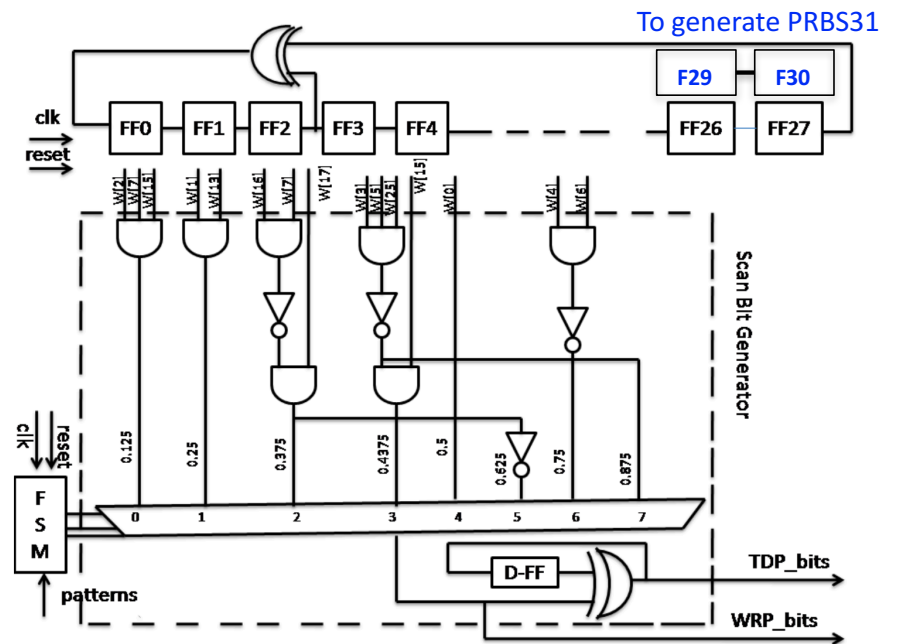 To generate PRBS31
F29
F30
clk
reset
FF0
FF1
FF2
FF3
FF4
FF26
FF27
W[2]
W[7]
W[15]
W[1]
W[13]
W[16]
W[7]
W[17]
W[3]
W[5]
W[25]
W[15]
W[0]
W[4]
W[6]
Scan Bit Generator
clk
reset
0.125
0.25
0.375
0.4375
0.5
0.625
0.75
0.875
F
S
M
0
1
2
3
4
5
6
7
patterns
D-FF
TDP_bits
WRP_bits